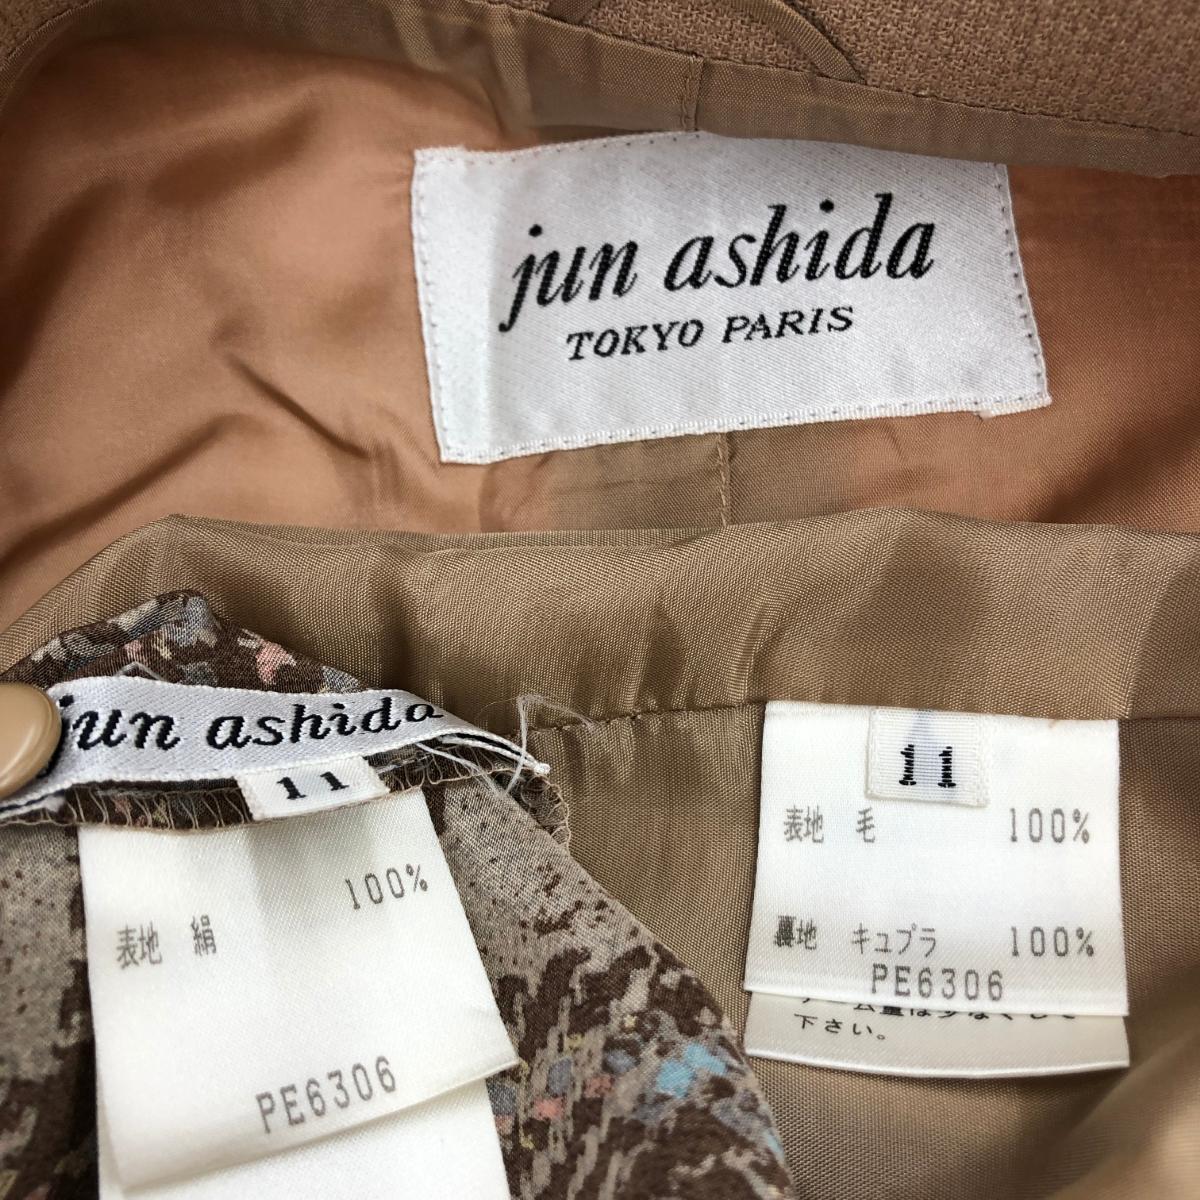 jun ashida
TOKYO PARIS
jun ashida
11
100%
表地 絹
PE6306
11
表地 毛 100%
裏地 キュプラ 100%
PE6306
下さい。